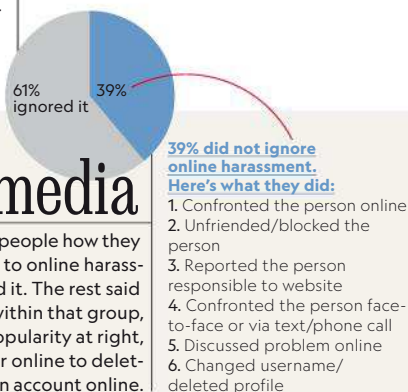 61%
ignored it
39%
media
people how they
to online harass-
it. The rest said
within that group,
opularity at right,
r online to delet-
n account online.
39% did not ignore
online harassment.
Here's what they did:
1. Confronted the person online
2. Unfriended/blocked the
person
3. Reported the person
responsible to website
4. Confronted the person face-
to-face or via text/phone call
5. Discussed problem online
6. Changed username/
deleted profile